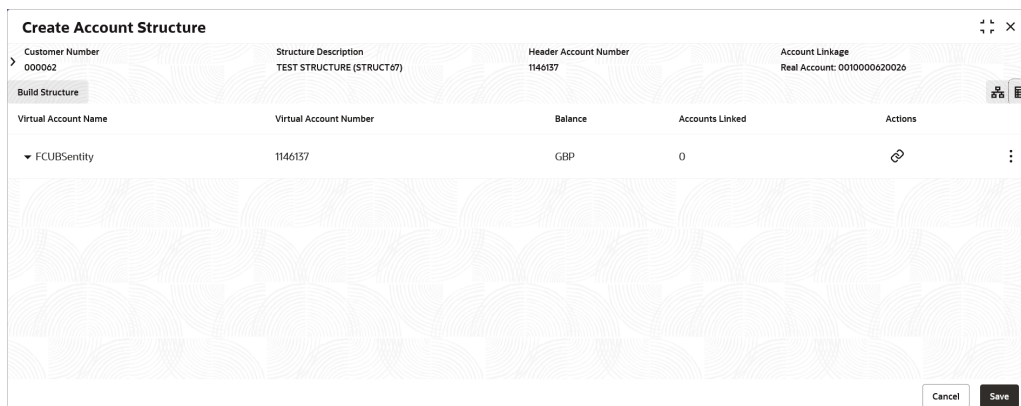 Create Account Structure
Customer Number Structure Description Header Account Number Account Linkage
000062 TEST STRUCTURE (STRUCT67) 1146137 Real Account: 0010000620026
Build Structure
Virtual Account Name Virtual Account Number Balance Accounts Linked Actions
FCUBSentity 1146137 GBP 0
Cancel Save